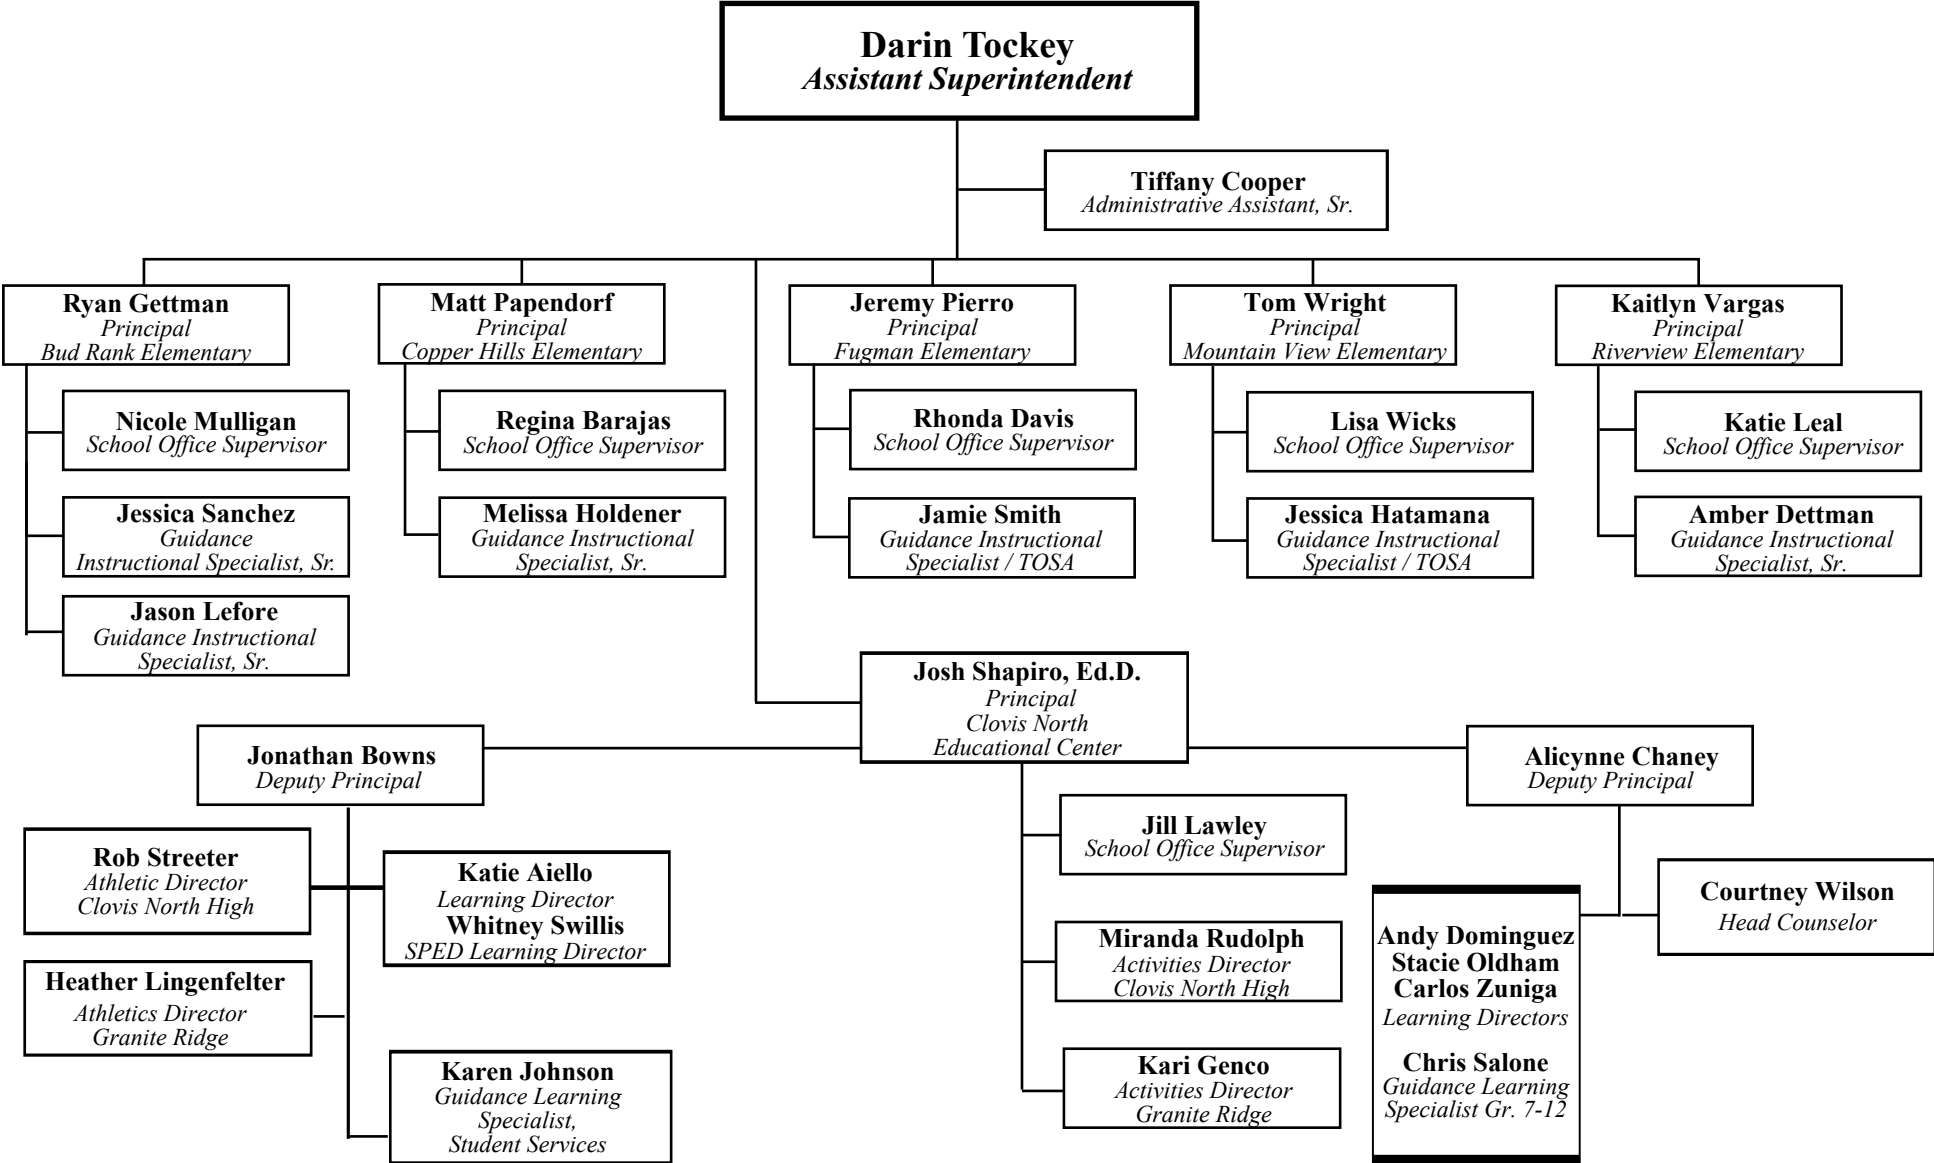 Darin Tockey
Assistant Superintendent
Tiffany Cooper
Administrative Assistant, Sr.
Ryan Gettman
Principal
Bud Rank Elementary
Matt Papendorf
Principal
Copper Hills Elementary
Jeremy Pierro
Principal
Fugman Elementary
Tom Wright
Principal
Mountain View Elementary
Kaitlyn Vargas
Principal
Riverview Elementary
Nicole Mulligan
School Office Supervisor
Regina Barajas
School Office Supervisor
Rhonda Davis
School Office Supervisor
Lisa Wicks
School Office Supervisor
Katie Leal
School Office Supervisor
Jessica Sanchez
Guidance
Instructional Specialist, Sr.
Melissa Holdener
Guidance Instructional
Specialist, Sr.
Jamie Smith
Guidance Instructional
Specialist / TOSA
Jessica Hatamana
Guidance Instructional
Specialist / TOSA
Amber Dettman
Guidance Instructional
Specialist, Sr.
Jason Lefore
Guidance Instructional
Specialist, Sr.
Josh Shapiro, Ed.D.
Principal
Clovis North
Educational Center
Jonathan Bowns
Deputy Principal
Alicynne Chaney
Deputy Principal
Rob Streeter
Athletic Director
Clovis North High
Katie Aiello
Learning Director
Whitney Swillis
SPED Learning Director
Heather Lingenfelter
Athletics Director
Granite Ridge
Karen Johnson
Guidance Learning
Specialist,
Student Services
Jill Lawley
School Office Supervisor
Miranda Rudolph
Activities Director
Clovis North High
Kari Genco
Activities Director
Granite Ridge
Andy Dominguez
Stacie Oldham
Carlos Zuniga
Learning Directors
Chris Salone
Guidance Learning
Specialist Gr. 7-12
Courtney Wilson
Head Counselor